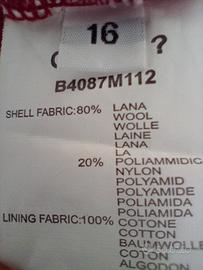 16
?
B4087M112
SHELL FABRIC:80% LANA
WOOL
WOLLE
LAINE
LANA
LA
20% POLIAMMIDIC
NYLON
POLYAMID
POLYAMIDE
POLIAMIDA
POLIAMIDA
LINING FABRIC:100% COTONE
COTTON
BAUMWOLLE
COTON
ALGODON